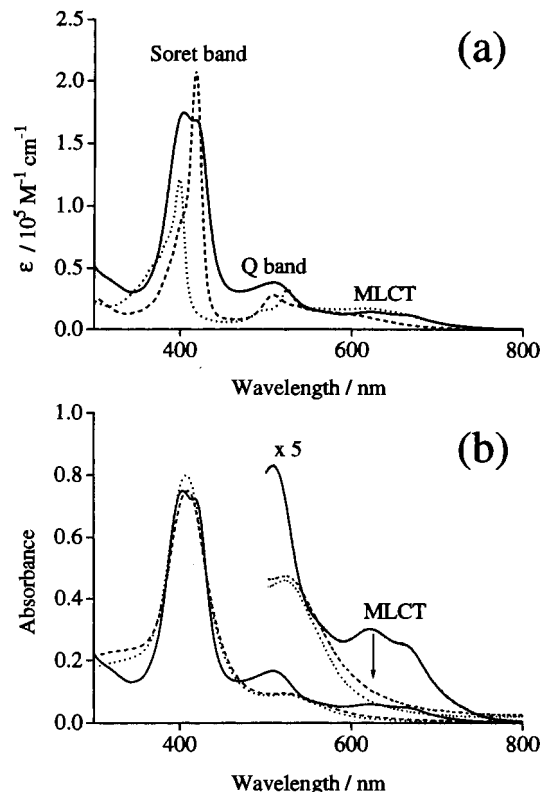 (a)
Soret band
2.5
2.0
1.5
1.0
0.5
0.0
ε / 10⁵ M⁻¹ cm⁻¹
Q band
MLCT
400
600
800
Wavelength / nm
(b)
x 5
1.0
0.8
0.6
0.4
0.2
0.0
Absorbance
MLCT
400
600
800
Wavelength / nm